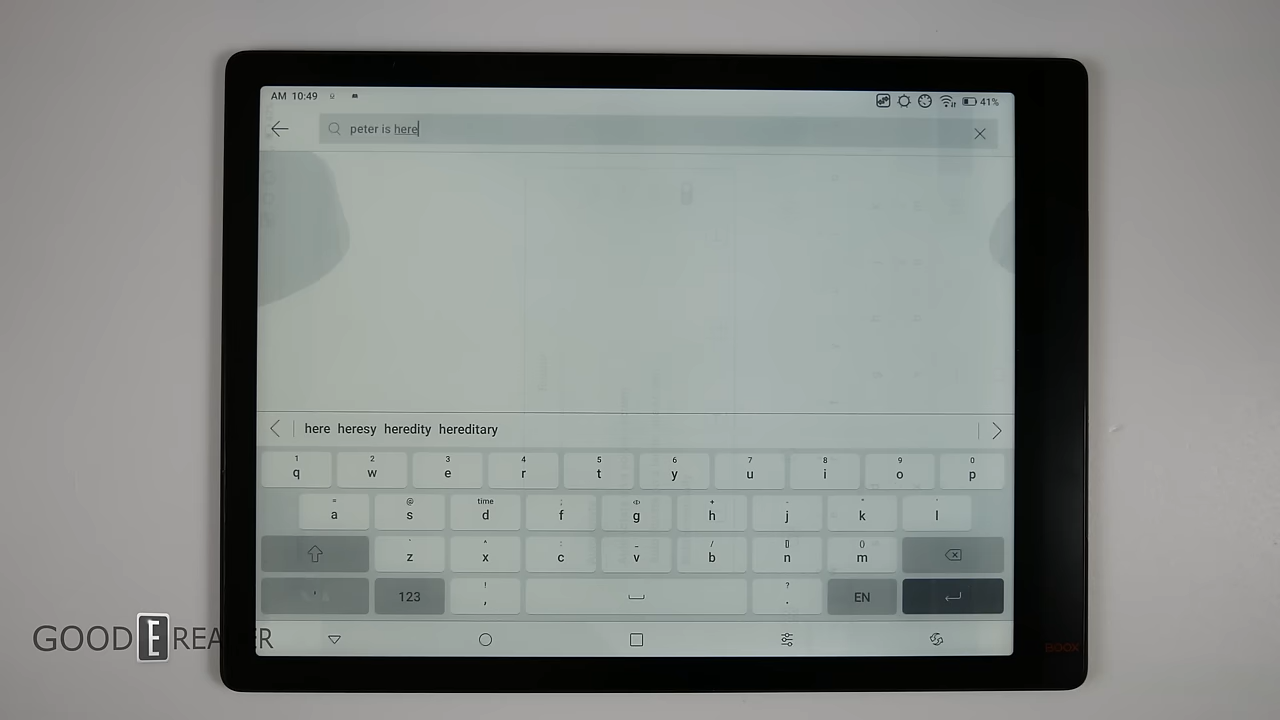 AM 10:49 41%
peter is here
here heresy heredity hereditary
1 2 3 4 5 6 7 8 9 0
q w e r t y u i o p
= @ time ; + - " '
a s d f g h j k l
^ : - / [] ()
z x c v b n m
! ?
' 123 , . EN
GOOD E READER
BOOX